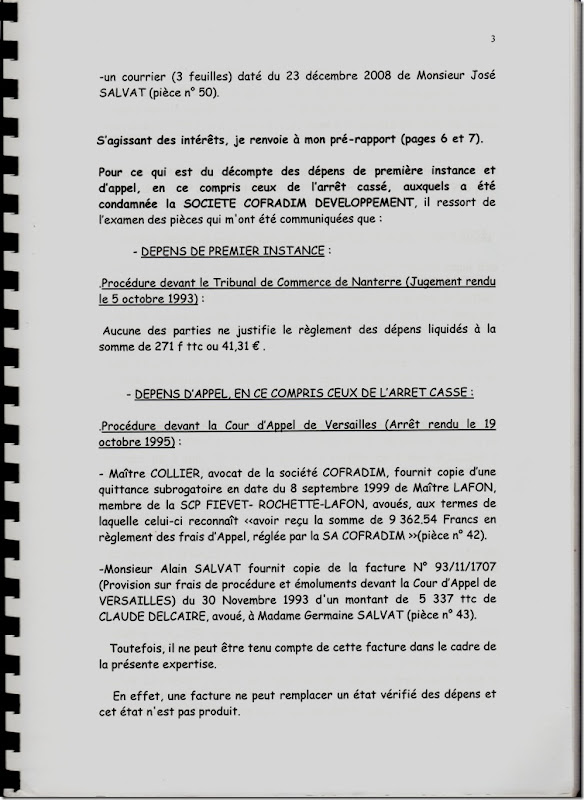 3
-un courrier (3 feuilles) daté du 23 décembre 2008 de Monsieur José
SALVAT (pièce n° 50).
S'agissant des intérêts, je renvoie à mon pré-rapport (pages 6 et 7).
Pour ce qui est du décompte des dépens de première instance et
d'appel, en ce compris ceux de l'arrêt cassé, auxquels a été
condamnée la SOCIETE COFRADIM DEVELOPPEMENT, il ressort de
l'examen des pièces qui m'ont été communiquées que :
- DEPENS DE PREMIER INSTANCE :
.Procédure devant le Tribunal de Commerce de Nanterre (Jugement rendu
le 5 octobre 1993) :
Aucune des parties ne justifie le règlement des dépens liquidés à la
somme de 271 f ttc ou 41,31 € .
- DEPENS D'APPEL, EN CE COMPRIS CEUX DE L'ARRET CASSE :
.Procédure devant la Cour d'Appel de Versailles (Arrêt rendu le 19
octobre 1995) :
- Maître COLLIER, avocat de la société COFRADIM, fournit copie d'une
quittance subrogatoire en date du 8 septembre 1999 de Maître LAFON,
membre de la SCP FIEVET- ROCHETTE-LAFON, avoués, aux termes de
laquelle celui-ci reconnaît <<avoir reçu la somme de 9 362.54 Francs en
règlement des frais d'Appel, réglée par la SA COFRADIM >>(pièce n° 42).
-Monsieur Alain SALVAT fournit copie de la facture N° 93/11/1707
(Provision sur frais de procédure et émoluments devant la Cour d'Appel de
VERSAILLES) du 30 Novembre 1993 d'un montant de 5 337 ttc de
CLAUDE DELCAIRE, avoué, à Madame Germaine SALVAT (pièce n° 43).
Toutefois, il ne peut être tenu compte de cette facture dans le cadre de
la présente expertise.
En effet, une facture ne peut remplacer un état vérifié des dépens et
cet état n'est pas produit.